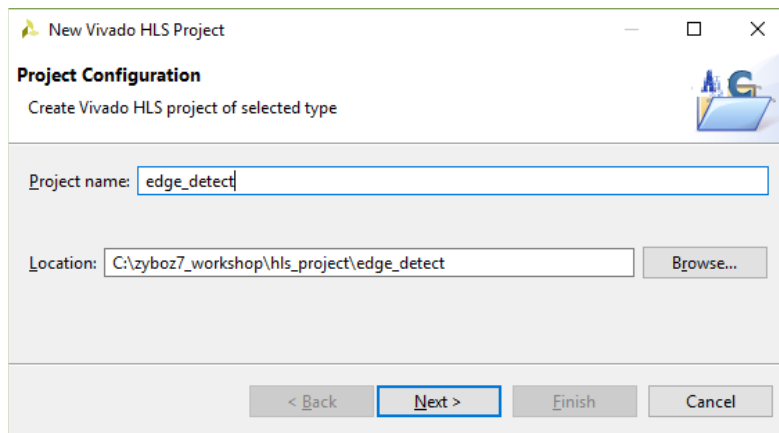 New Vivado HLS Project
Project Configuration
Create Vivado HLS project of selected type
Project name: edge_detect
Location: C:\zyboz7_workshop\hls_project\edge_detect Browse...
< Back Next > Finish Cancel